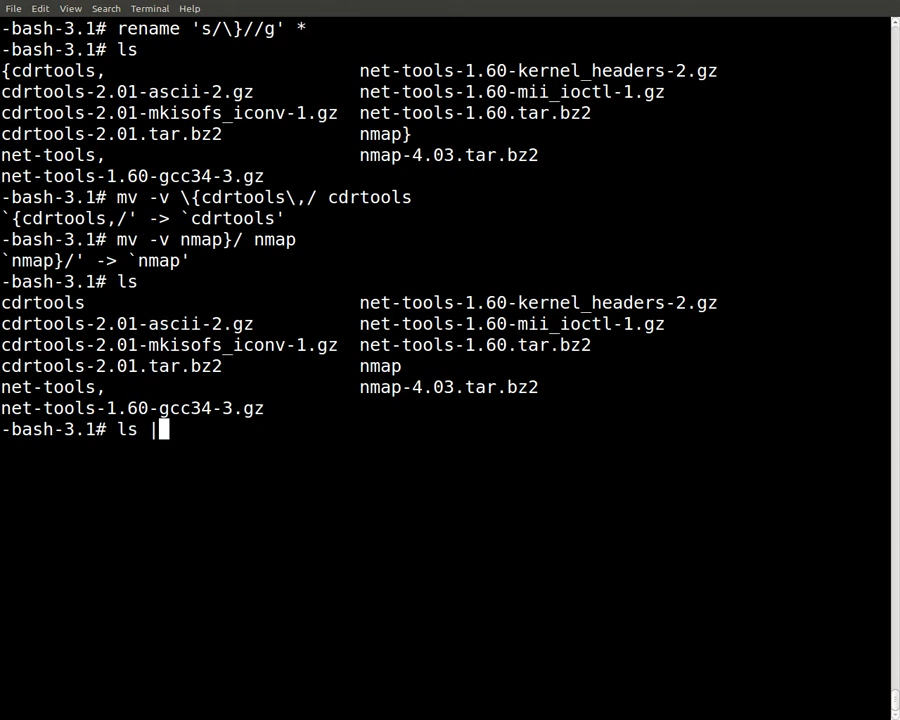 File Edit View Search Terminal Help
-bash-3.1# rename 's/\}//g' *
-bash-3.1# ls
{cdrtools,                        net-tools-1.60-kernel_headers-2.gz
cdrtools-2.01-ascii-2.gz          net-tools-1.60-mii_ioctl-1.gz
cdrtools-2.01-mkisofs_iconv-1.gz  net-tools-1.60.tar.bz2
cdrtools-2.01.tar.bz2             nmap}
net-tools,                        nmap-4.03.tar.bz2
net-tools-1.60-gcc34-3.gz
-bash-3.1# mv -v \{cdrtools\,/ cdrtools
`{cdrtools,/' -> `cdrtools'
-bash-3.1# mv -v nmap}/ nmap
`nmap}/' -> `nmap'
-bash-3.1# ls
cdrtools                          net-tools-1.60-kernel_headers-2.gz
cdrtools-2.01-ascii-2.gz          net-tools-1.60-mii_ioctl-1.gz
cdrtools-2.01-mkisofs_iconv-1.gz  net-tools-1.60.tar.bz2
cdrtools-2.01.tar.bz2             nmap
net-tools,                        nmap-4.03.tar.bz2
net-tools-1.60-gcc34-3.gz
-bash-3.1# ls |